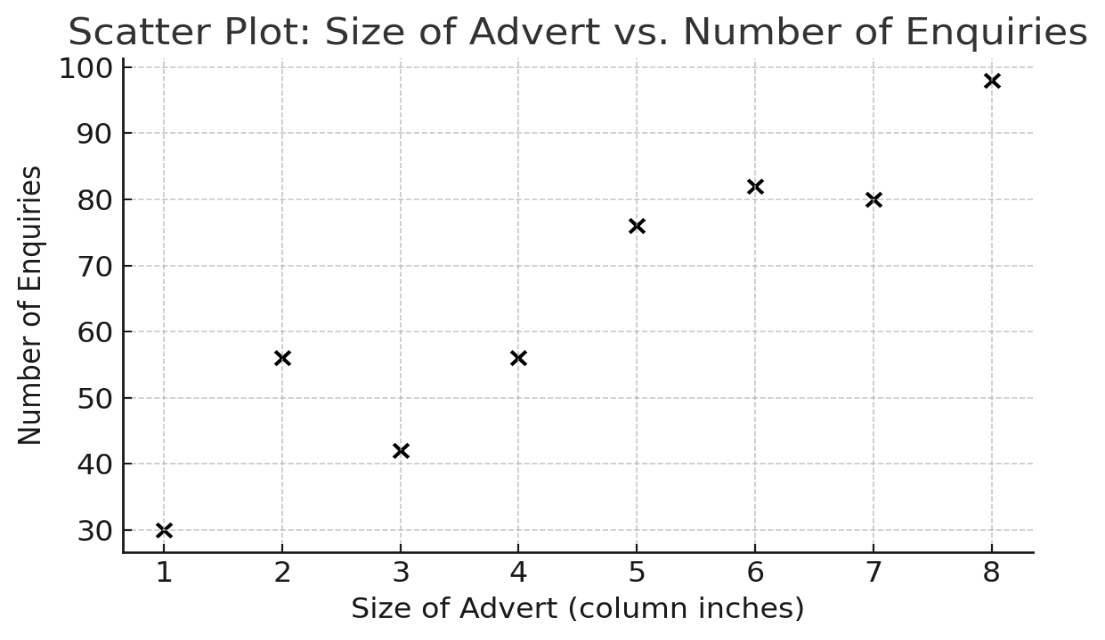 Scatter Plot: Size of Advert vs. Number of Enquiries
100
90
80
70
60
50
40
30
Number of Enquiries
1 2 3 4 5 6 7 8
Size of Advert (column inches)